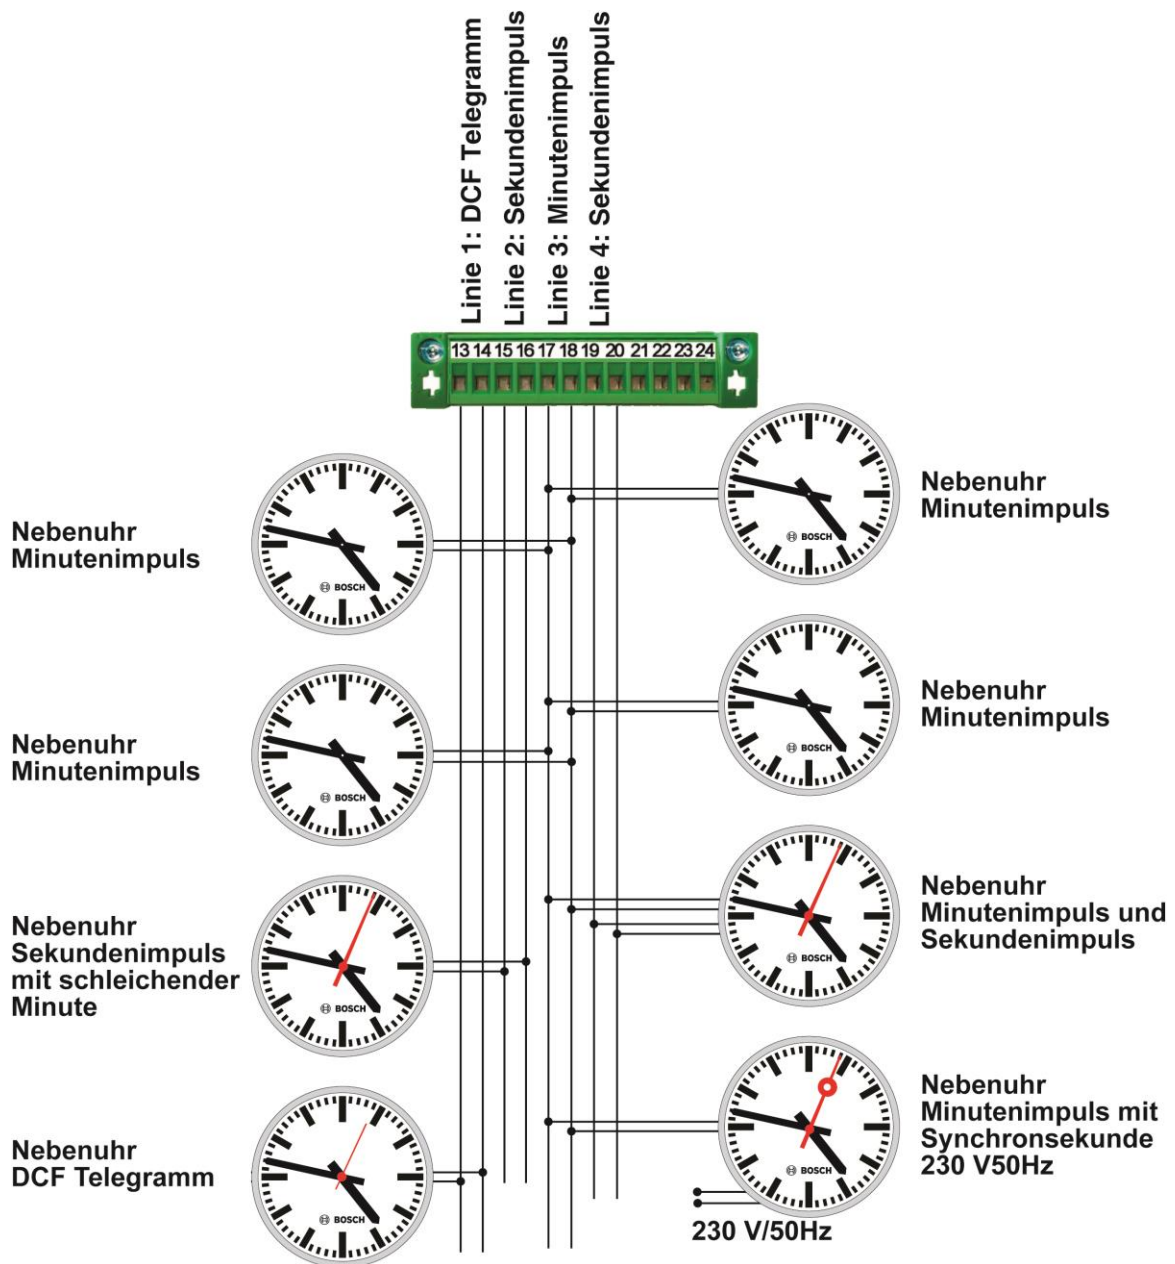 Linie 1: DCF Telegramm
Linie 2: Sekundenimpuls
Linie 3: Minutenimpuls
Linie 4: Sekundenimpuls
13 14 15 16 17 18 19 20 21 22 23 24
Nebenuhr
Minutenimpuls
BOSCH
Nebenuhr
Minutenimpuls
BOSCH
Nebenuhr
Minutenimpuls
BOSCH
Nebenuhr
Minutenimpuls
BOSCH
Nebenuhr
Sekundenimpuls
mit schleichender
Minute
BOSCH
Nebenuhr
Minutenimpuls und
Sekundenimpuls
BOSCH
Nebenuhr
DCF Telegramm
BOSCH
Nebenuhr
Minutenimpuls mit
Synchronsekunde
230 V50Hz
BOSCH
230 V/50Hz